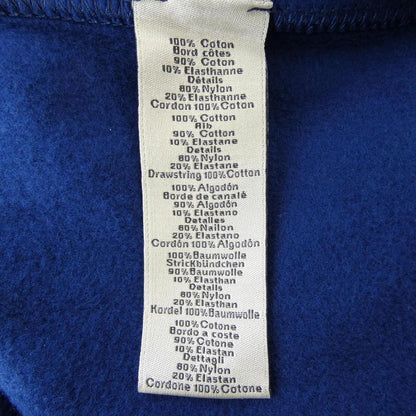 100% Coton
Bord côtes
90% Coton
10% Elasthanne
Détails
80% Nylon
20% Elasthanne
Cordon 100% Coton
100% Cotton
Rib
90% Cotton
10% Elastane
Details
80% Nylon
20% Elastane
Drawstring 100% Cotton
100% Algodón
Borde de canalé
90% Algodón
10% Elastano
Detalles
80% Nailon
20% Elastano
Cordón 100% Algodón
100% Baumwolle
Strickbündchen
90% Baumwolle
10% Elasthan
Details
80% Nylon
20% Elasthan
Kordel 100% Baumwolle
100% Cotone
Bordo a coste
90% Cotone
10% Elastan
Dettagli
80% Nylon
20% Elastan
Cordone 100% Cotone